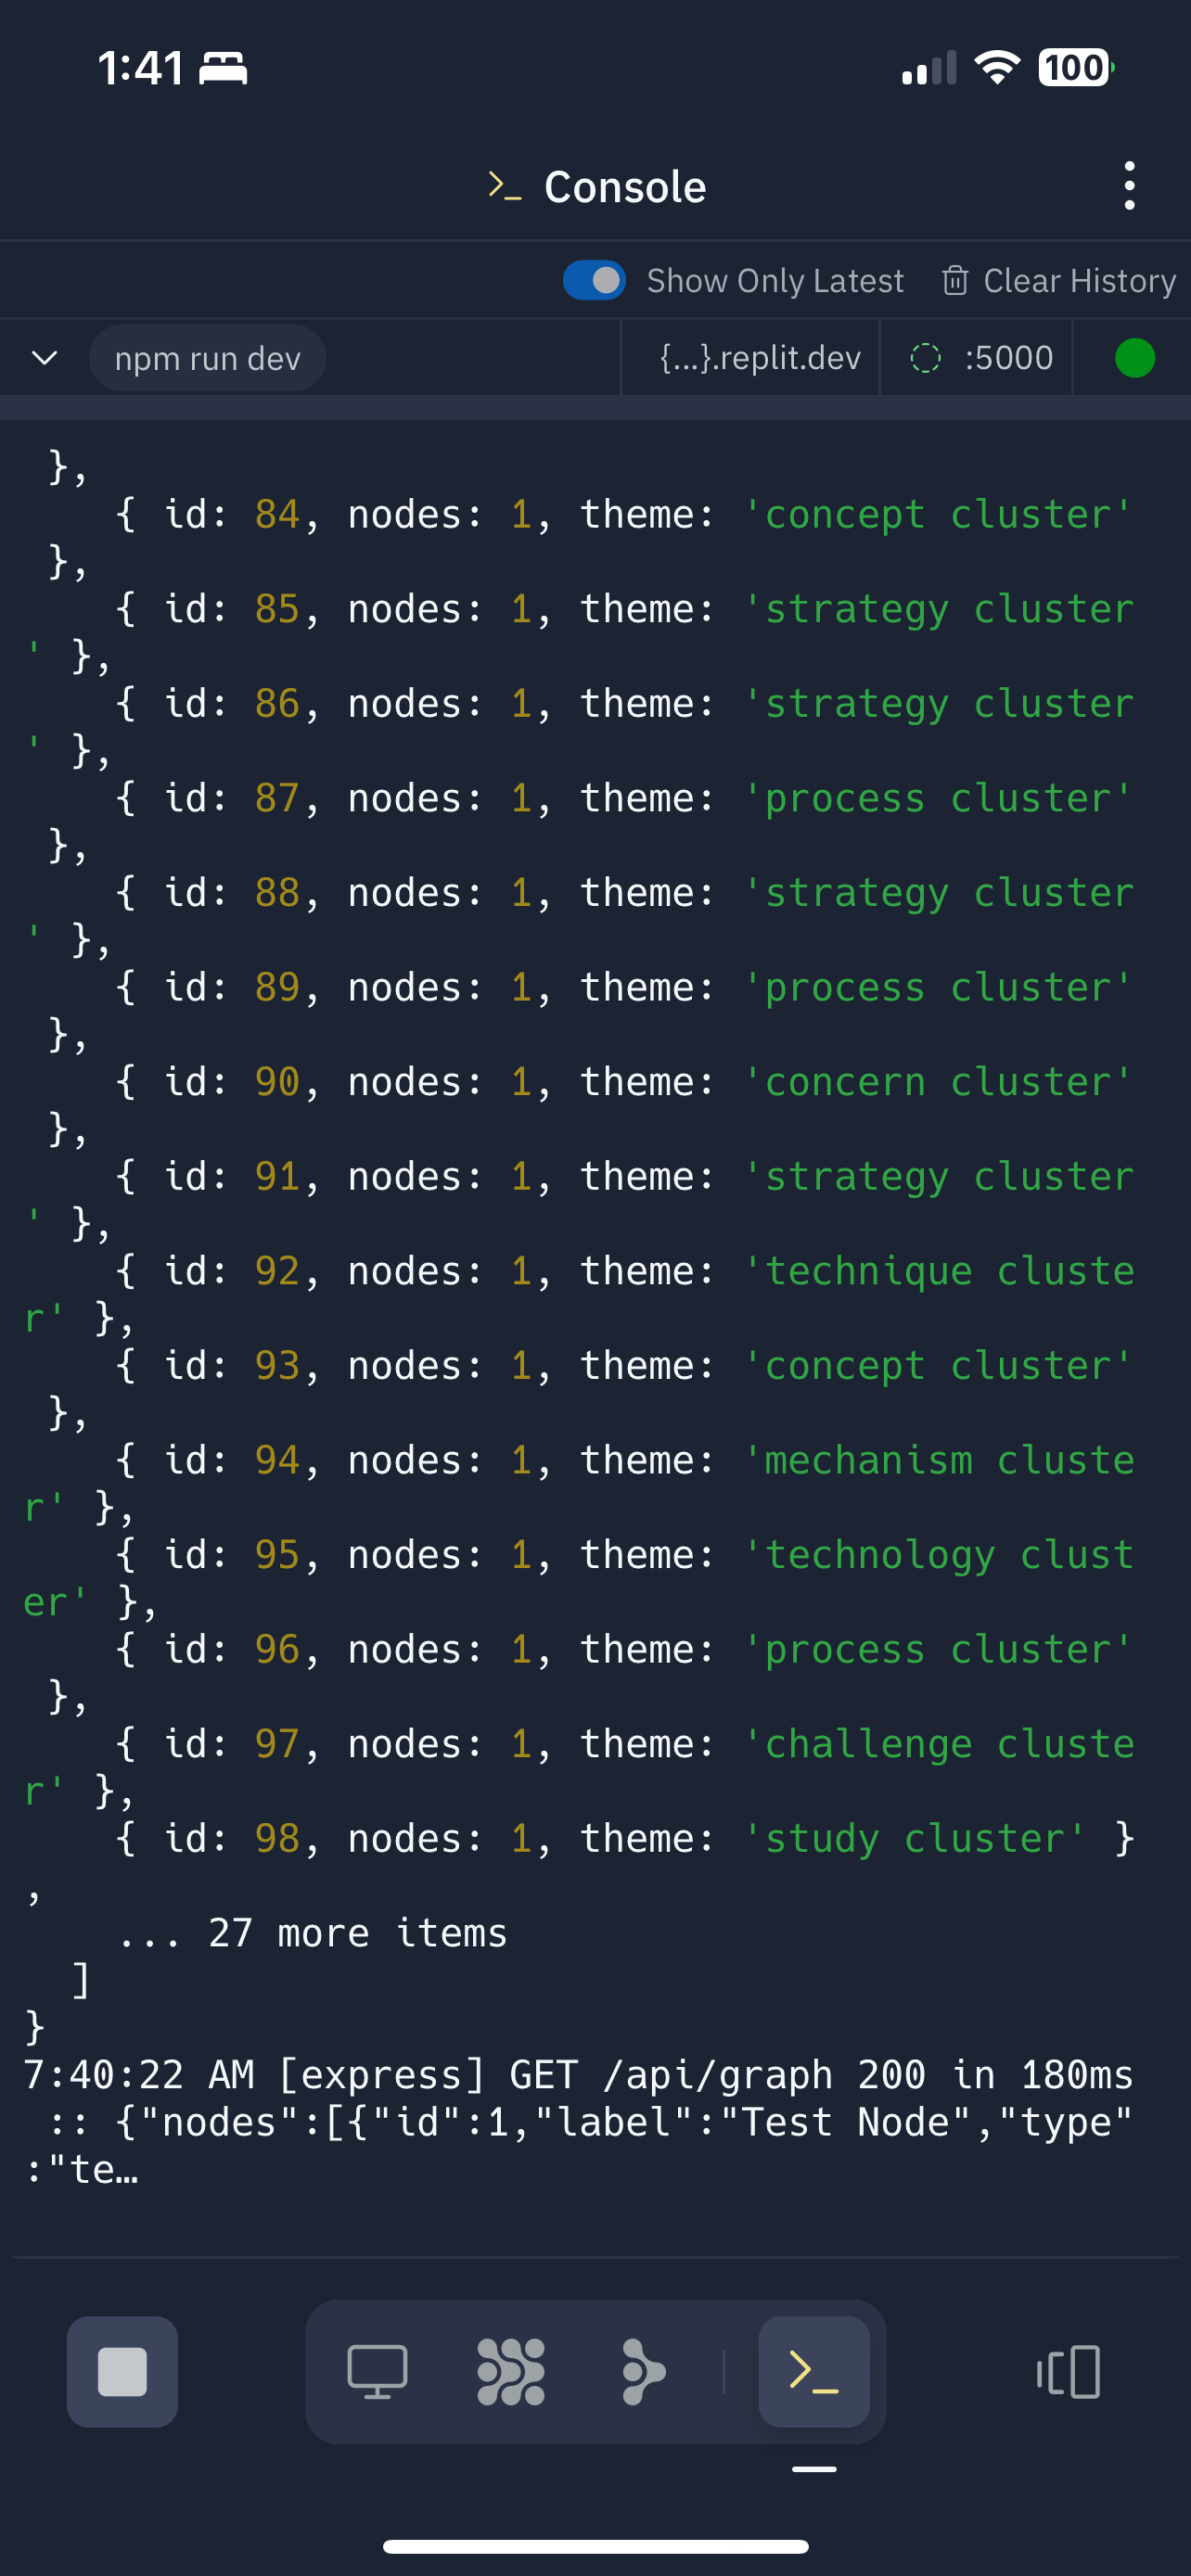 1:41
100
Console
Show Only Latest
Clear History
npm run dev
{...}.replit.dev
:5000
},
{ id: 84, nodes: 1, theme: 'concept cluster'
},
{ id: 85, nodes: 1, theme: 'strategy cluster
' },
{ id: 86, nodes: 1, theme: 'strategy cluster
' },
{ id: 87, nodes: 1, theme: 'process cluster'
},
{ id: 88, nodes: 1, theme: 'strategy cluster
' },
{ id: 89, nodes: 1, theme: 'process cluster'
},
{ id: 90, nodes: 1, theme: 'concern cluster'
},
{ id: 91, nodes: 1, theme: 'strategy cluster
' },
{ id: 92, nodes: 1, theme: 'technique cluste
r' },
{ id: 93, nodes: 1, theme: 'concept cluster'
},
{ id: 94, nodes: 1, theme: 'mechanism cluste
r' },
{ id: 95, nodes: 1, theme: 'technology clust
er' },
{ id: 96, nodes: 1, theme: 'process cluster'
},
{ id: 97, nodes: 1, theme: 'challenge cluste
r' },
{ id: 98, nodes: 1, theme: 'study cluster' }
,
... 27 more items
]
}
7:40:22 AM [express] GET /api/graph 200 in 180ms
:: {"nodes":[{"id":1,"label":"Test Node","type"
:"te…